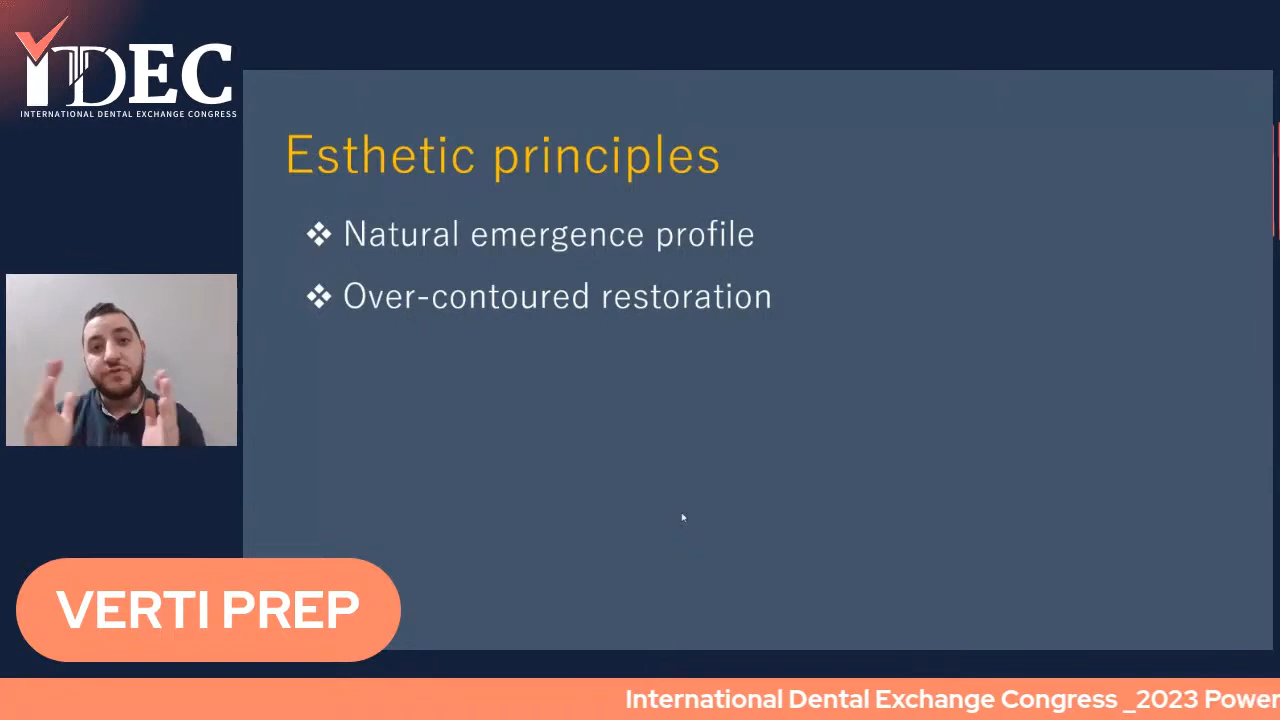 IDEC
INTERNATIONAL DENTAL EXCHANGE CONGRESS
Esthetic principles
❖ Natural emergence profile
❖ Over-contoured restoration
VERTI PREP
International Dental Exchange Congress _2023 Power